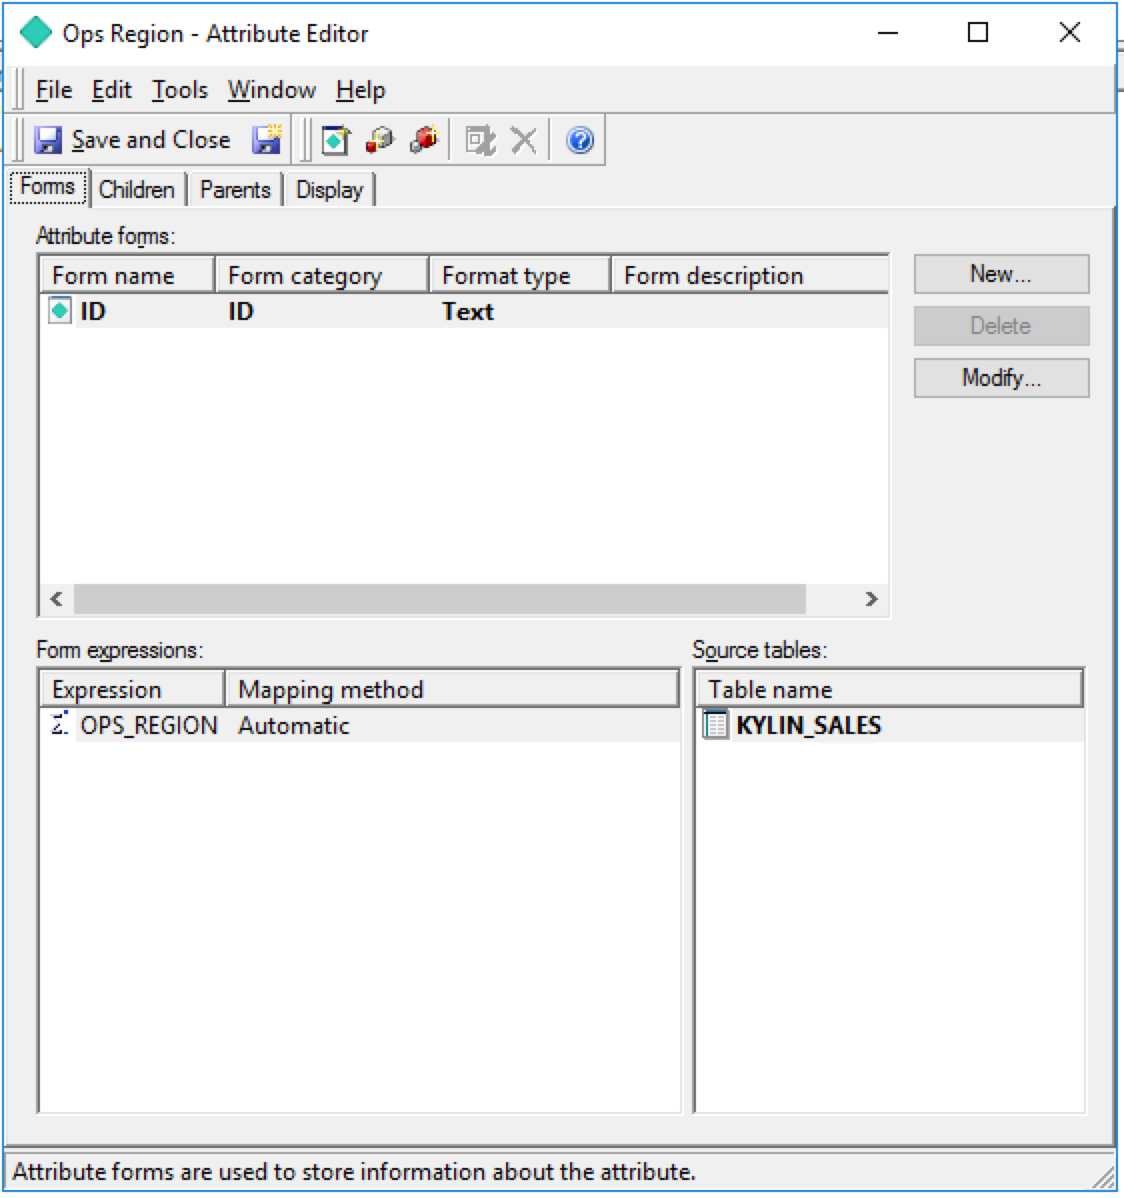 Ops Region - Attribute Editor
File Edit Tools Window Help
Save and Close
Forms Children Parents Display
Attribute forms:
Form name Form category Format type Form description
ID ID Text
New...
Delete
Modify...
Form expressions:
Expression Mapping method
OPS_REGION Automatic
Source tables:
Table name
KYLIN_SALES
Attribute forms are used to store information about the attribute.